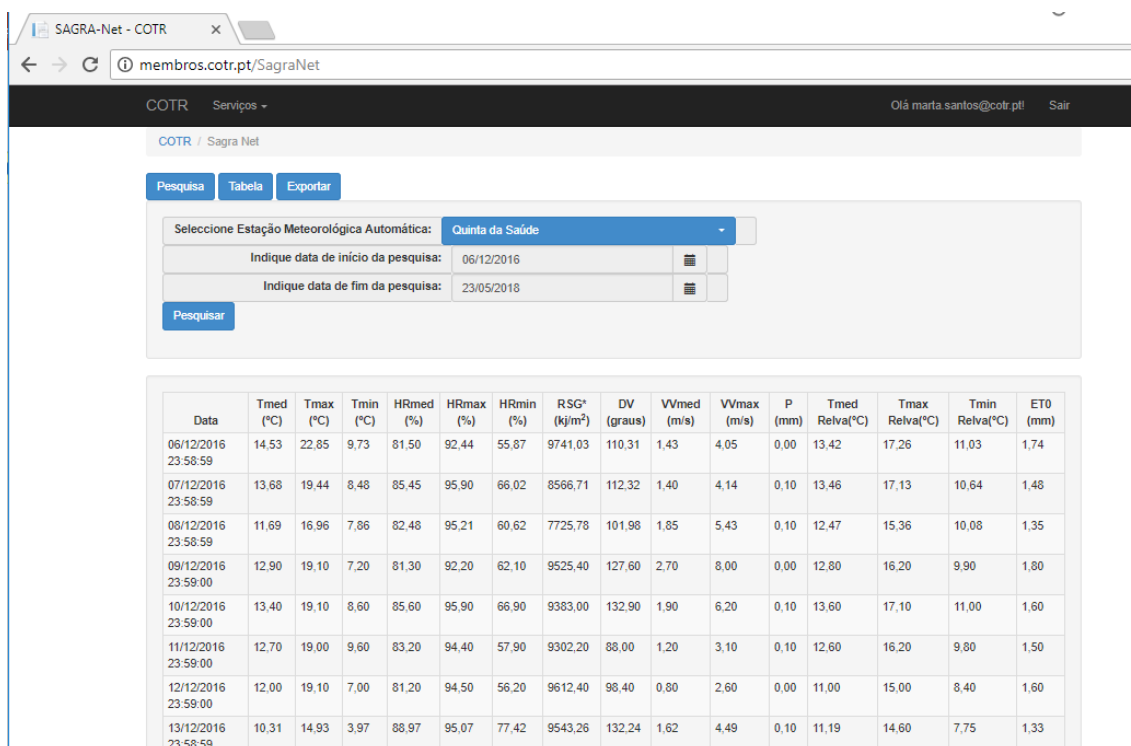 SAGRA-Net - COTR
membros.cotr.pt/SagraNet
COTR Serviços Olá marta.santos@cotr.pt! Sair
COTR / Sagra Net
Pesquisa Tabela Exportar
Seleccione Estação Meteorológica Automática: Quinta da Saúde
Indique data de início da pesquisa: 06/12/2016
Indique data de fim da pesquisa: 23/05/2018
Pesquisar
Tmed Tmax Tmin HRmed HRmax HRmin RSG* DV VVmed VVmax P Tmed Tmax Tmin ET0
Data (ºC) (ºC) (ºC) (%) (%) (%) (kj/m²) (graus) (m/s) (m/s) (mm) Relva(ºC) Relva(ºC) Relva(ºC) (mm)
06/12/2016 14,53 22,85 9,73 81,50 92,44 55,87 9741,03 110,31 1,43 4,05 0,00 13,42 17,26 11,03 1,74
23:58:59
07/12/2016 13,68 19,44 8,48 85,45 95,90 66,02 8566,71 112,32 1,40 4,14 0,10 13,46 17,13 10,64 1,48
23:58:59
08/12/2016 11,69 16,96 7,86 82,48 95,21 60,62 7725,78 101,98 1,85 5,43 0,10 12,47 15,36 10,08 1,35
23:58:59
09/12/2016 12,90 19,10 7,20 81,30 92,20 62,10 9525,40 127,60 2,70 8,00 0,00 12,80 16,20 9,90 1,80
23:59:00
10/12/2016 13,40 19,10 8,60 85,60 95,90 66,90 9383,00 132,90 1,90 6,20 0,10 13,60 17,10 11,00 1,60
23:59:00
11/12/2016 12,70 19,00 9,60 83,20 94,40 57,90 9302,20 88,00 1,20 3,10 0,10 12,60 16,20 9,80 1,50
23:59:00
12/12/2016 12,00 19,10 7,00 81,20 94,50 56,20 9612,40 98,40 0,80 2,60 0,00 11,00 15,00 8,40 1,60
23:59:00
13/12/2016 10,31 14,93 3,97 88,97 95,07 77,42 9543,26 132,24 1,62 4,49 0,10 11,19 14,60 7,75 1,33
23:58:59